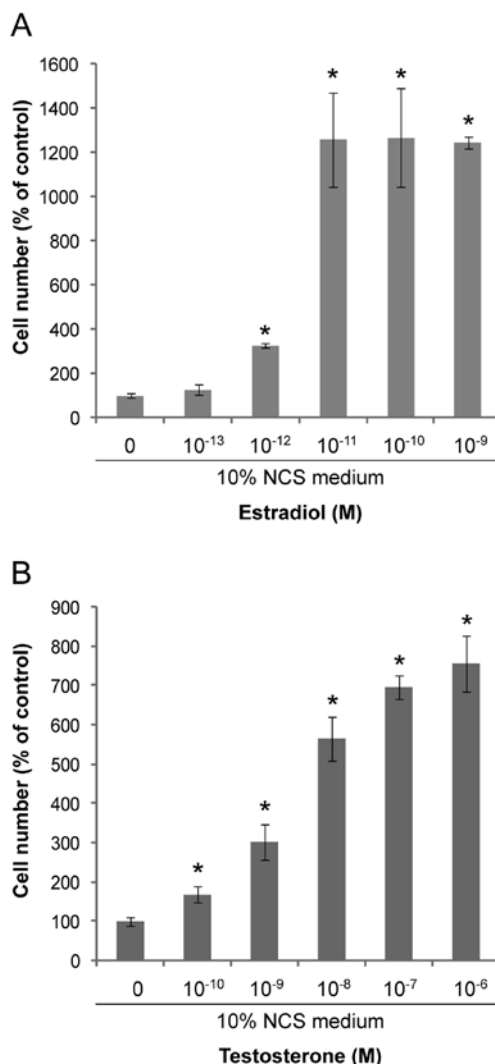 A
Cell number (% of control)
1600
1400
1200
1000
800
600
400
200
0
* * * *
0 10⁻¹³ 10⁻¹² 10⁻¹¹ 10⁻¹⁰ 10⁻⁹
10% NCS medium
Estradiol (M)
B
Cell number (% of control)
900
800
700
600
500
400
300
200
100
0
* * * * *
0 10⁻¹⁰ 10⁻⁹ 10⁻⁸ 10⁻⁷ 10⁻⁶
10% NCS medium
Testosterone (M)